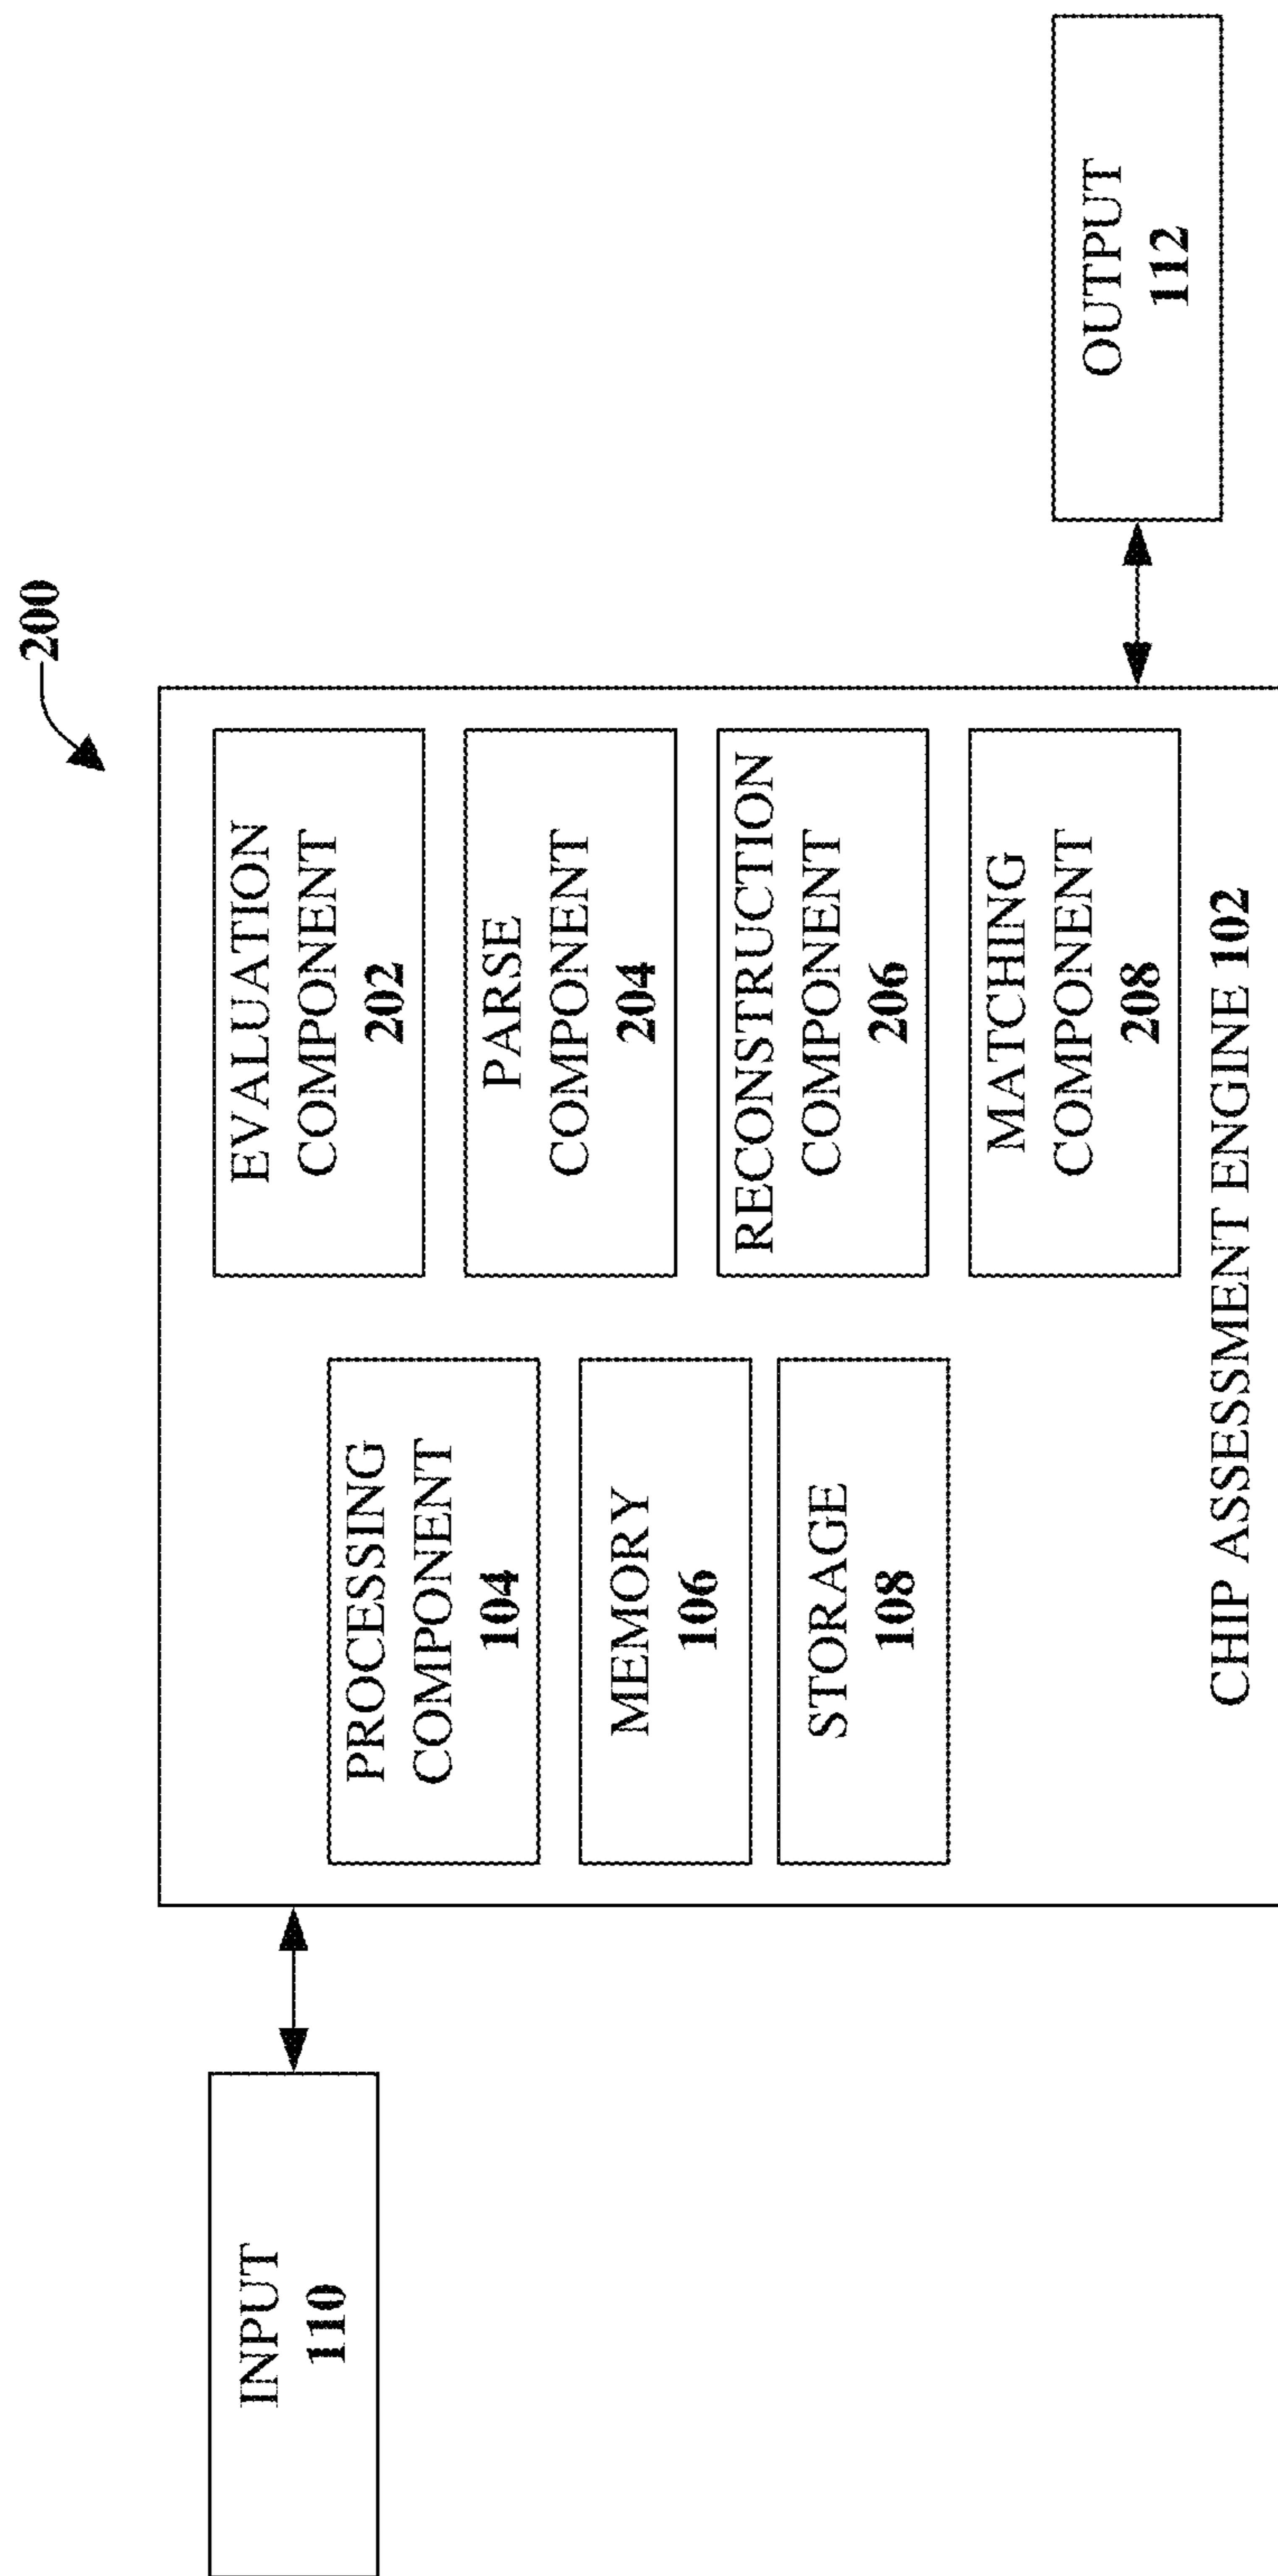 200
INPUT
110
PROCESSING
COMPONENT
104
MEMORY
106
STORAGE
108
EVALUATION
COMPONENT
202
PARSE
COMPONENT
204
RECONSTRUCTION
COMPONENT
206
MATCHING
COMPONENT
208
CHIP ASSESSMENT ENGINE 102
OUTPUT
112